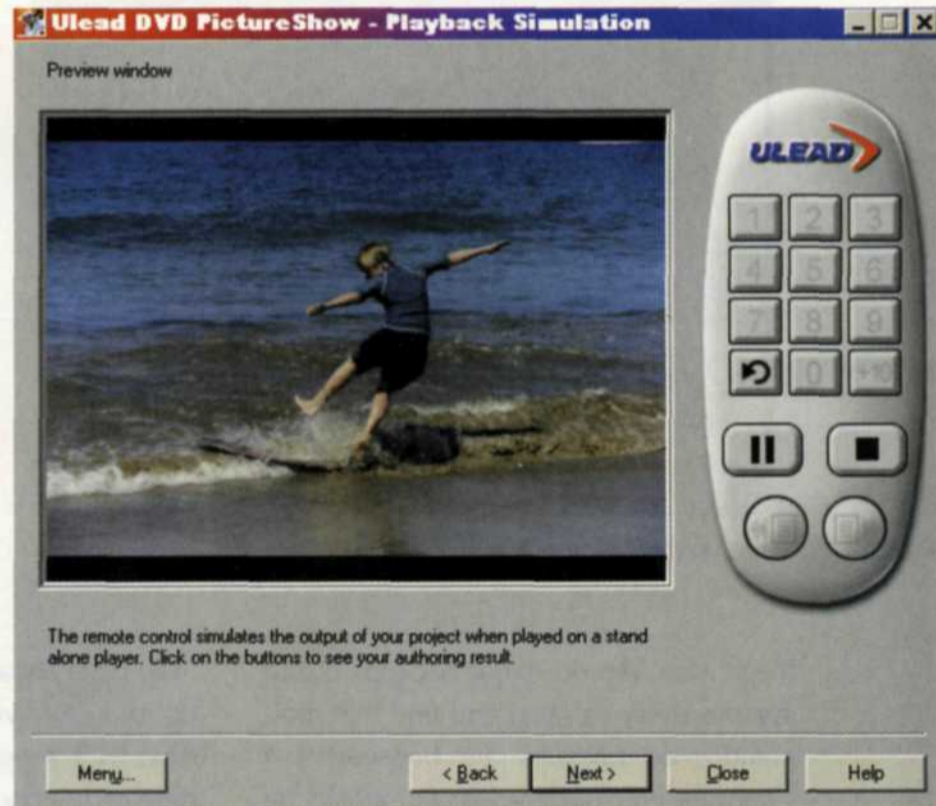 Ulead DVD PictureShow - Playback Simulation
Preview window
ULEAD
1 2 3
4 5 6
7 8 9
0 +10
The remote control simulates the output of your project when played on a stand
alone player. Click on the buttons to see your authoring result.
Menu... < Back Next > Close Help